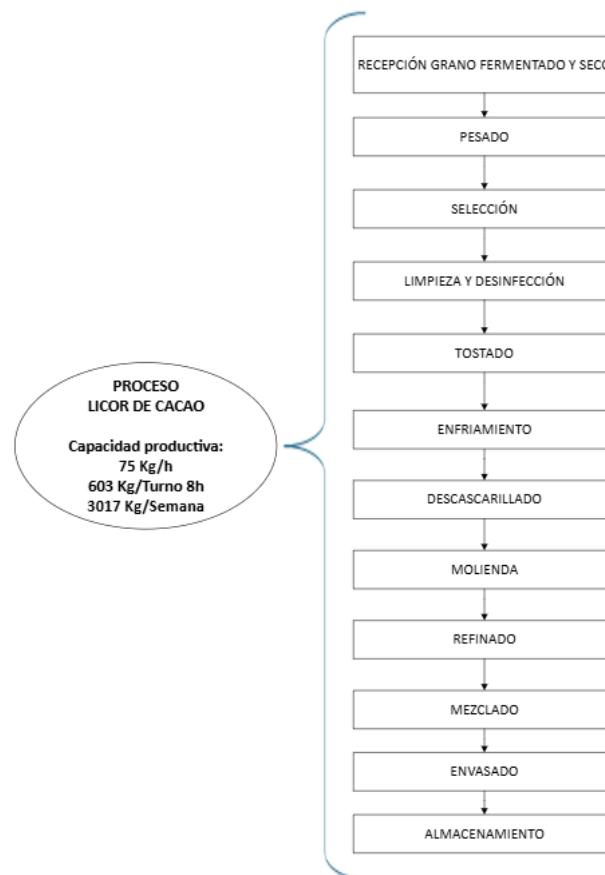 RECEPCIÓN GRANO FERMENTADO Y SECO
PESADO
SELECCIÓN
LIMPIEZA Y DESINFECCIÓN
TOSTADO
PROCESO
LICOR DE CACAO
Capacidad productiva:
75 Kg/h
603 Kg/Turno 8h
3017 Kg/Semana
ENFRIAMIENTO
DESCASCARILLADO
MOLIENDA
REFINADO
MEZCLADO
ENVASADO
ALMACENAMIENTO